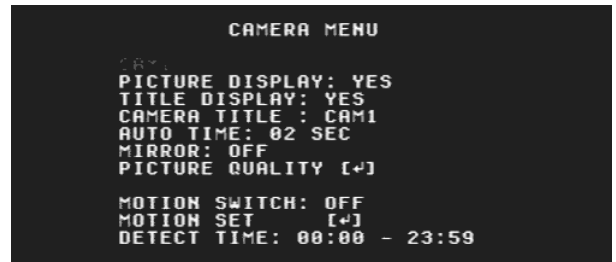 CAMERA MENU
PICTURE DISPLAY: YES
TITLE DISPLAY: YES
CAMERA TITLE : CAM1
AUTO TIME: 02 SEC
MIRROR: OFF
PICTURE QUALITY [↵]
MOTION SWITCH: OFF
MOTION SET [↵]
DETECT TIME: 00:00 - 23:59